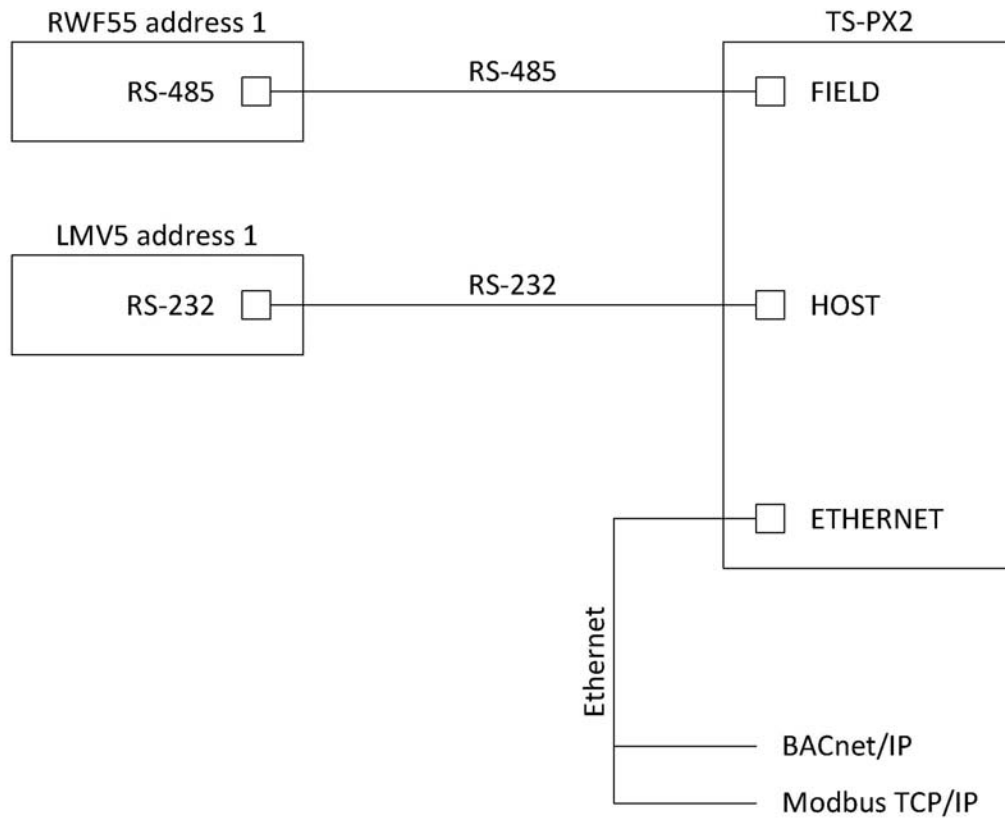 RWF55 address 1
TS-PX2
RS-485
RS-485
FIELD
LMV5 address 1
RS-232
RS-232
HOST
ETHERNET
Ethernet
BACnet/IP
Modbus TCP/IP